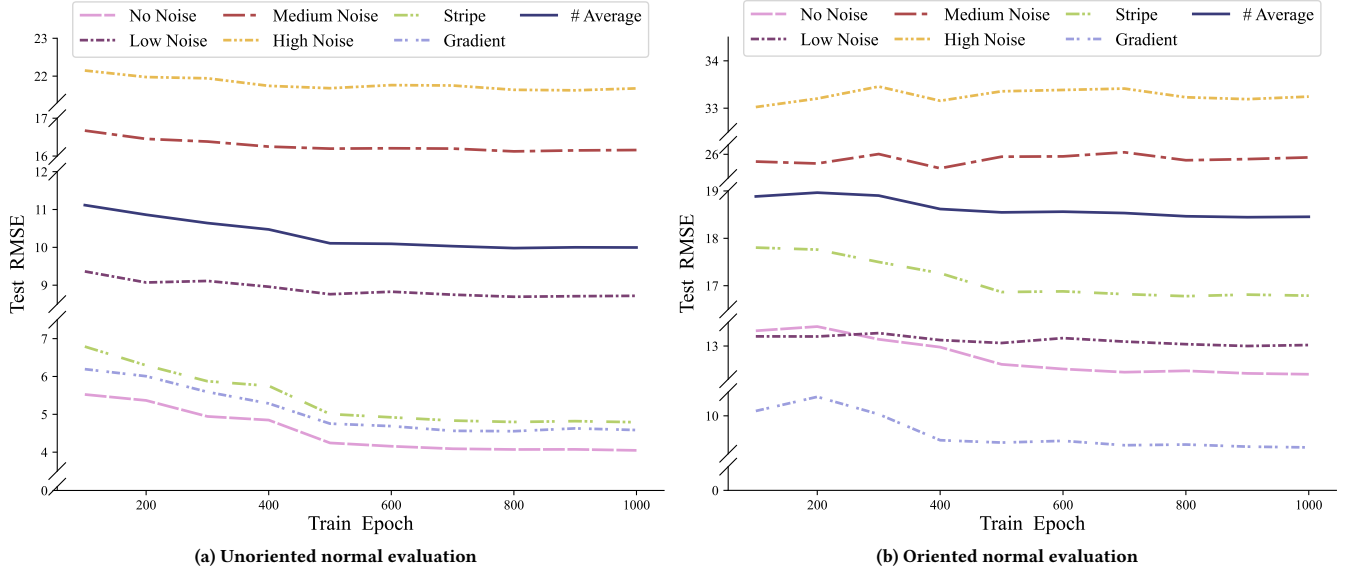 No Noise Medium Noise Stripe # Average
Low Noise High Noise Gradient
23
22
17
16
12
11
10
9
7
6
5
4
0
Test RMSE
200 400 600 800 1000
Train Epoch
(a) Unoriented normal evaluation
No Noise Medium Noise Stripe # Average
Low Noise High Noise Gradient
34
33
26
19
18
17
13
10
0
Test RMSE
200 400 600 800 1000
Train Epoch
(b) Oriented normal evaluation